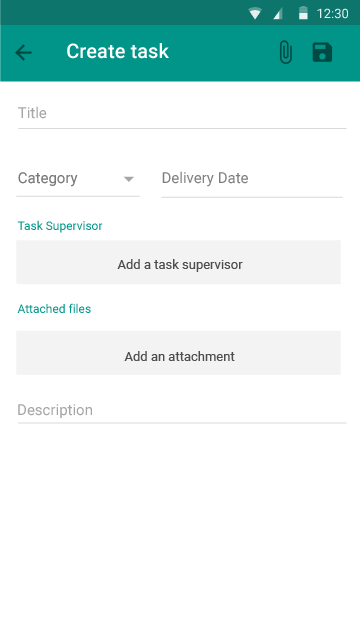 12:30
Create task
Title
Category Delivery Date
Task Supervisor
Add a task supervisor
Attached files
Add an attachment
Description